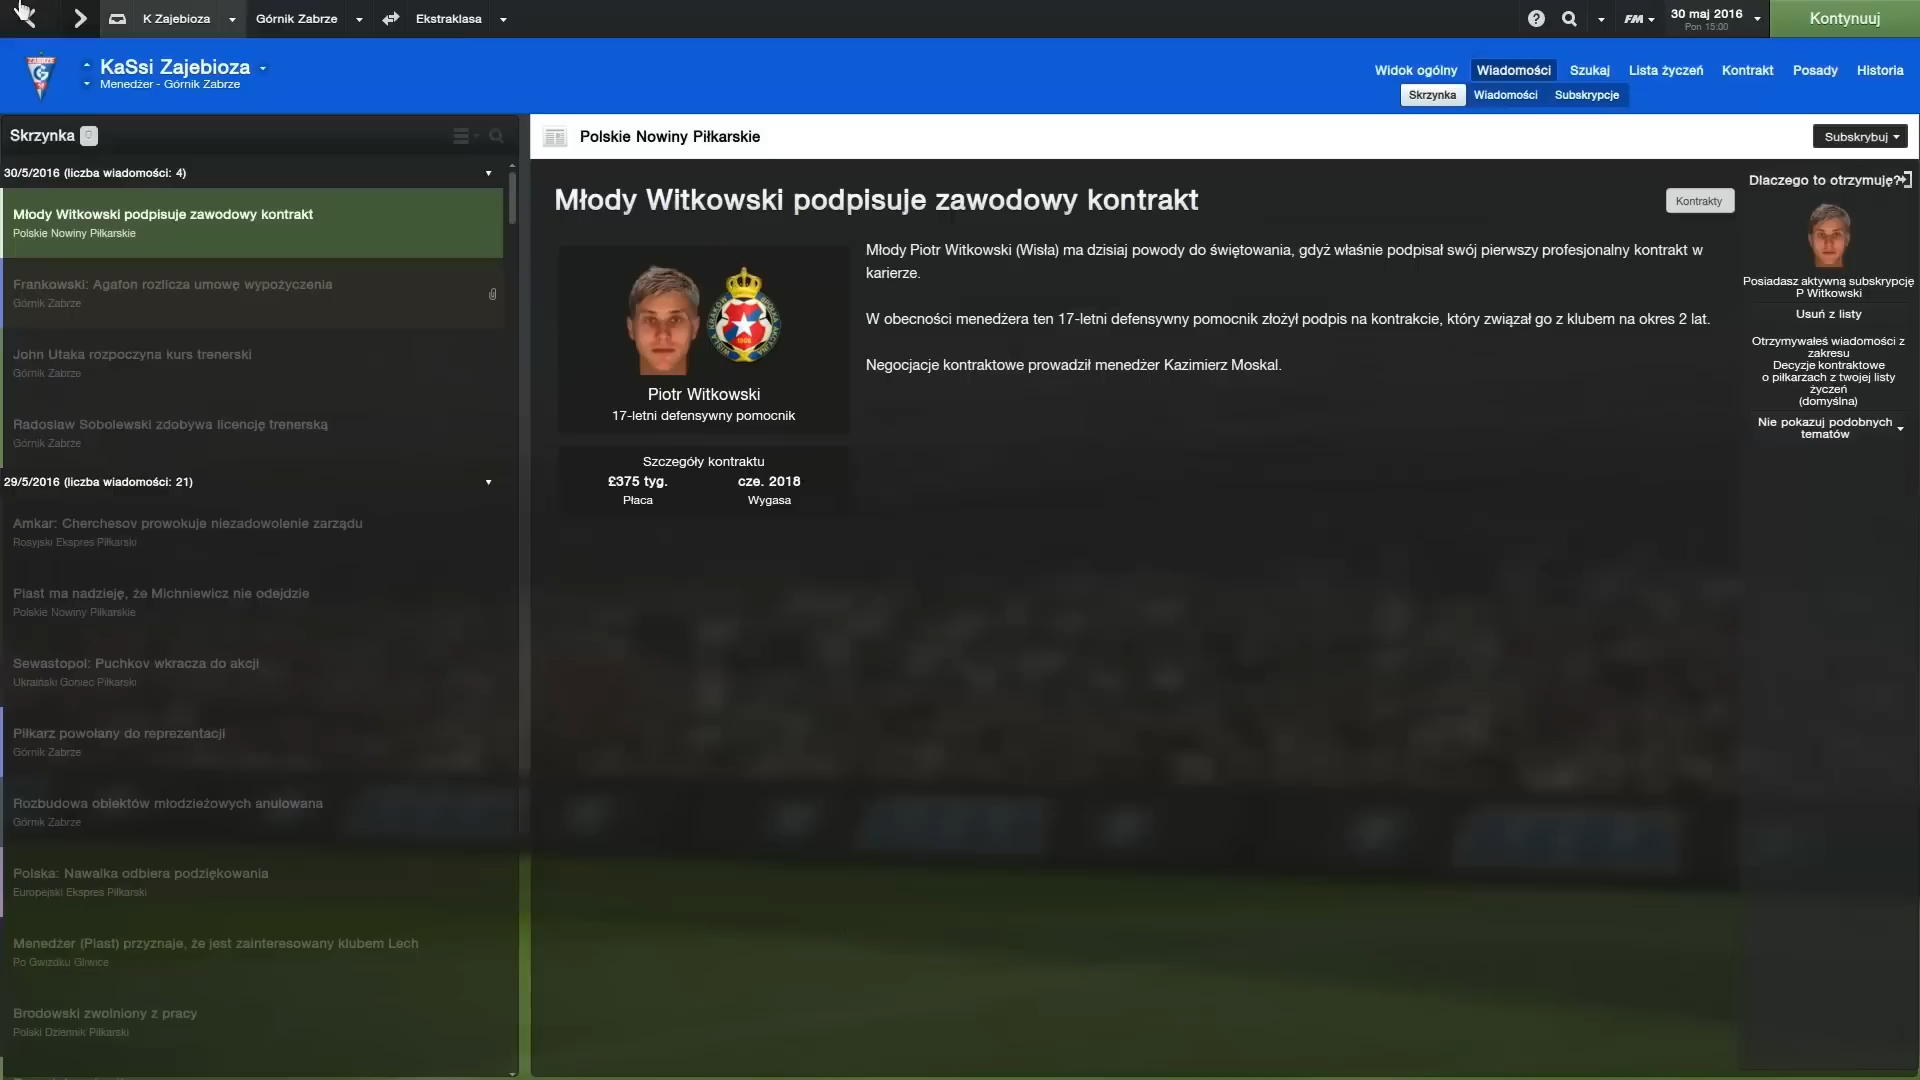 K Zajebioza
Górnik Zabrze
Ekstraklasa
FM
30 maj 2016
Pon 15:00
Kontynuuj
KaSsi Zajebioza
Menedżer - Górnik Zabrze
Widok ogólny
Wiadomości
Szukaj
Lista życzeń
Kontrakt
Posady
Historia
Skrzynka
Wiadomości
Subskrypcje
Skrzynka
30/5/2016 (liczba wiadomości: 4)
Młody Witkowski podpisuje zawodowy kontrakt
Polskie Nowiny Piłkarskie
Frankowski: Agafon rozlicza umowę wypożyczenia
Górnik Zabrze
John Utaka rozpoczyna kurs trenerski
Górnik Zabrze
Radoslaw Sobolewski zdobywa licencję trenerską
Górnik Zabrze
29/5/2016 (liczba wiadomości: 21)
Amkar: Cherchesov prowokuje niezadowolenie zarządu
Rosyjski Ekspres Piłkarski
Piast ma nadzieję, że Michniewicz nie odejdzie
Polskie Nowiny Piłkarskie
Sewastopol: Puchkov wkracza do akcji
Ukraiński Goniec Piłkarski
Piłkarz powołany do reprezentacji
Górnik Zabrze
Rozbudowa obiektów młodzieżowych anulowana
Górnik Zabrze
Polska: Nawalka odbiera podziękowania
Europejski Ekspres Piłkarski
Menedżer (Piast) przyznaje, że jest zainteresowany klubem Lech
Po Gwizdku Gliwice
Brodowski zwolniony z pracy
Polski Dziennik Piłkarski
Polskie Nowiny Piłkarskie
Subskrybuj
Młody Witkowski podpisuje zawodowy kontrakt
Kontrakty
Piotr Witkowski
17-letni defensywny pomocnik
Szczegóły kontraktu
£375 tyg.
cze. 2018
Płaca
Wygasa
Młody Piotr Witkowski (Wisła) ma dzisiaj powody do świętowania, gdyż właśnie podpisał swój pierwszy profesjonalny kontrakt w
karierze.
W obecności menedżera ten 17-letni defensywny pomocnik złożył podpis na kontrakcie, który związał go z klubem na okres 2 lat.
Negocjacje kontraktowe prowadził menedżer Kazimierz Moskal.
Dlaczego to otrzymuję?
Posiadasz aktywną subskrypcję
P Witkowski
Usuń z listy
Otrzymywałeś wiadomości z
zakresu
Decyzje kontraktowe
o piłkarzach z twojej listy
życzeń
(domyślna)
Nie pokazuj podobnych
tematów